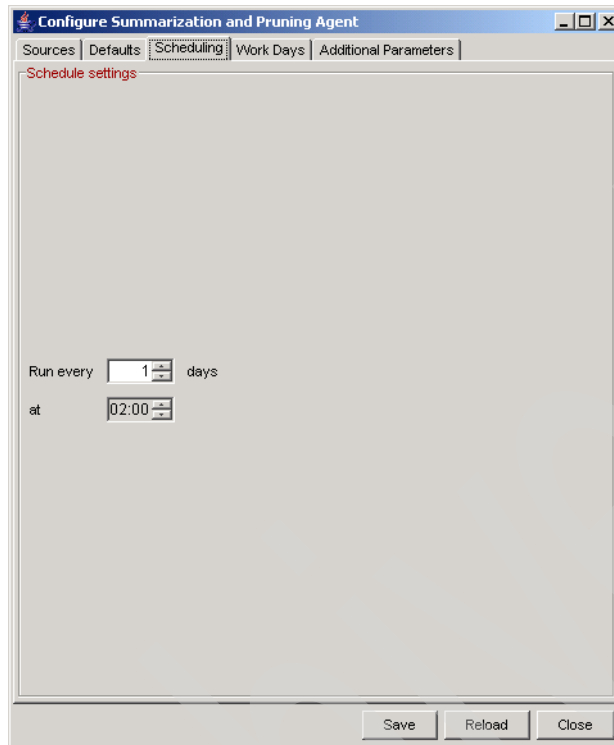 Configure Summarization and Pruning Agent
Sources Defaults Scheduling Work Days Additional Parameters
Schedule settings
Run every 1 days
at 02:00
Save Reload Close